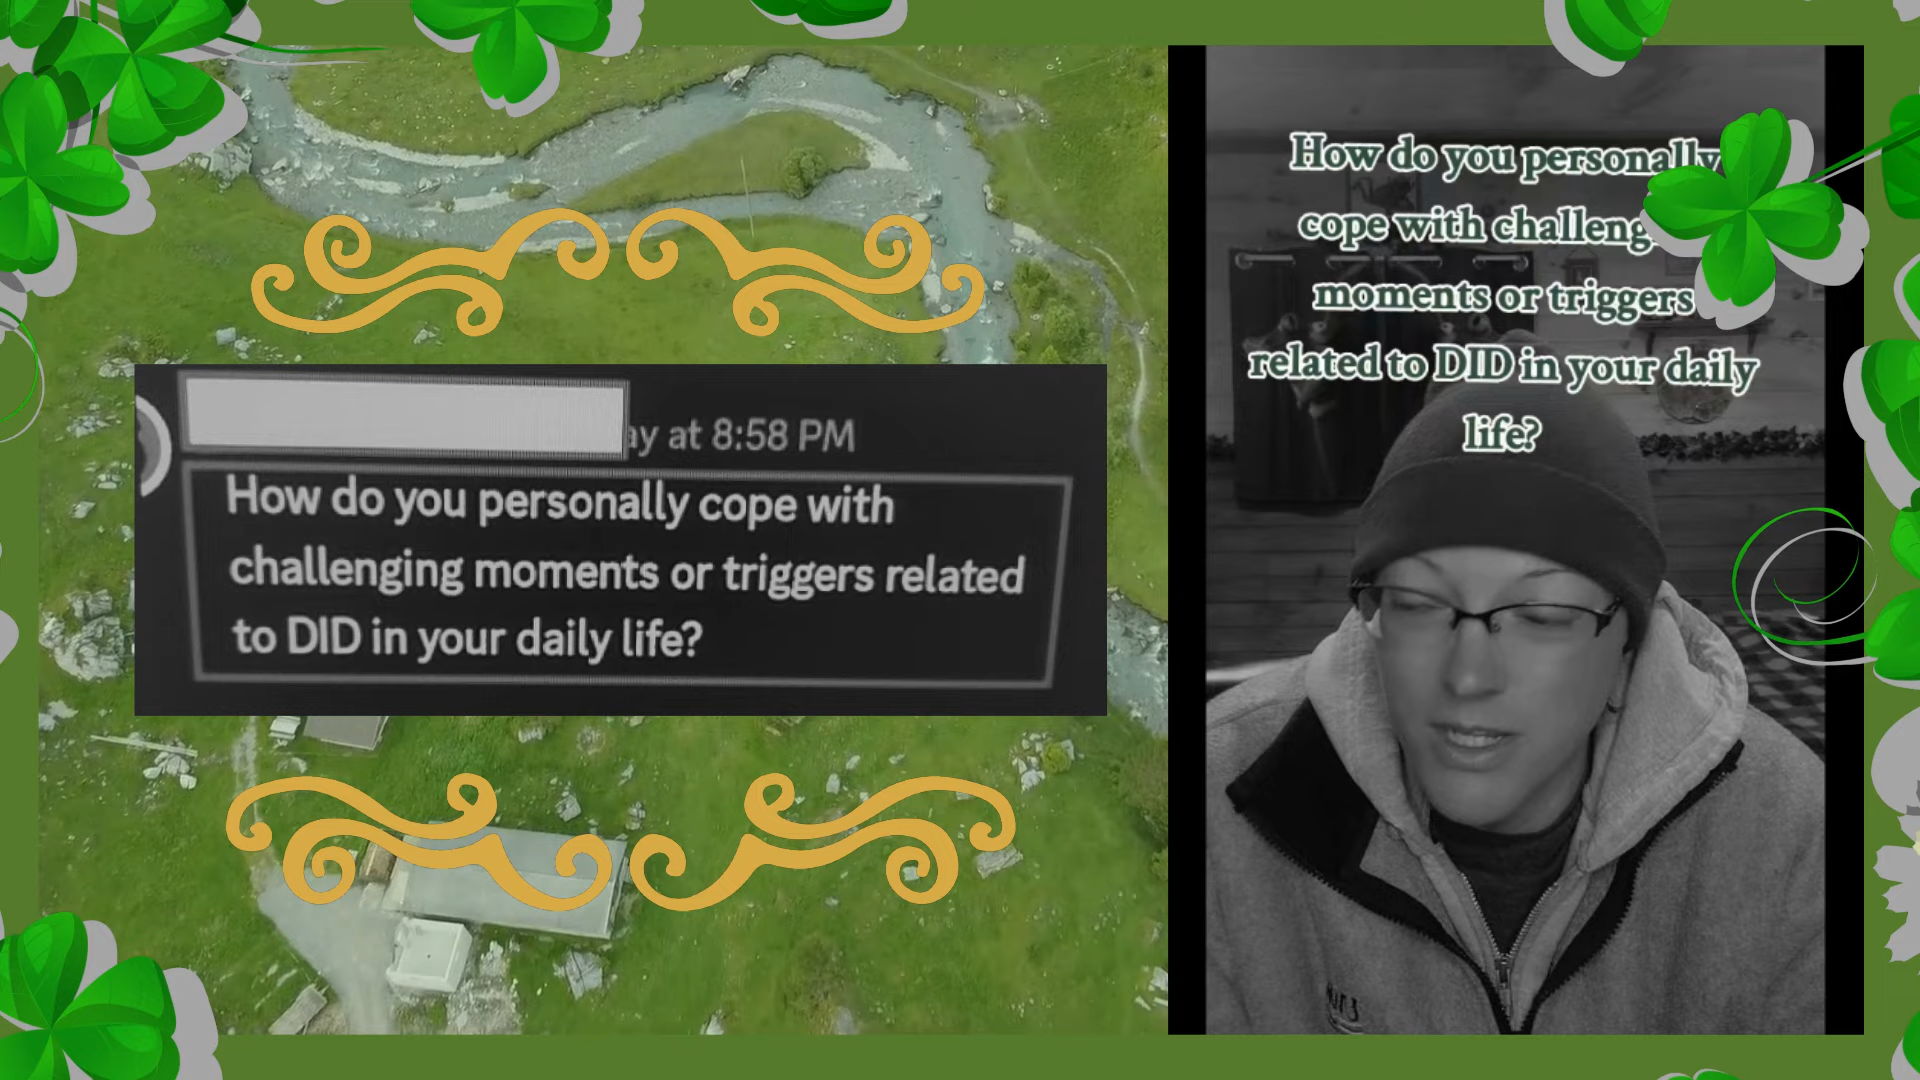 ay at 8:58 PM
How do you personally cope with
challenging moments or triggers related
to DID in your daily life?
How do you personally
cope with
moments or triggers
related to DID in your daily
life?